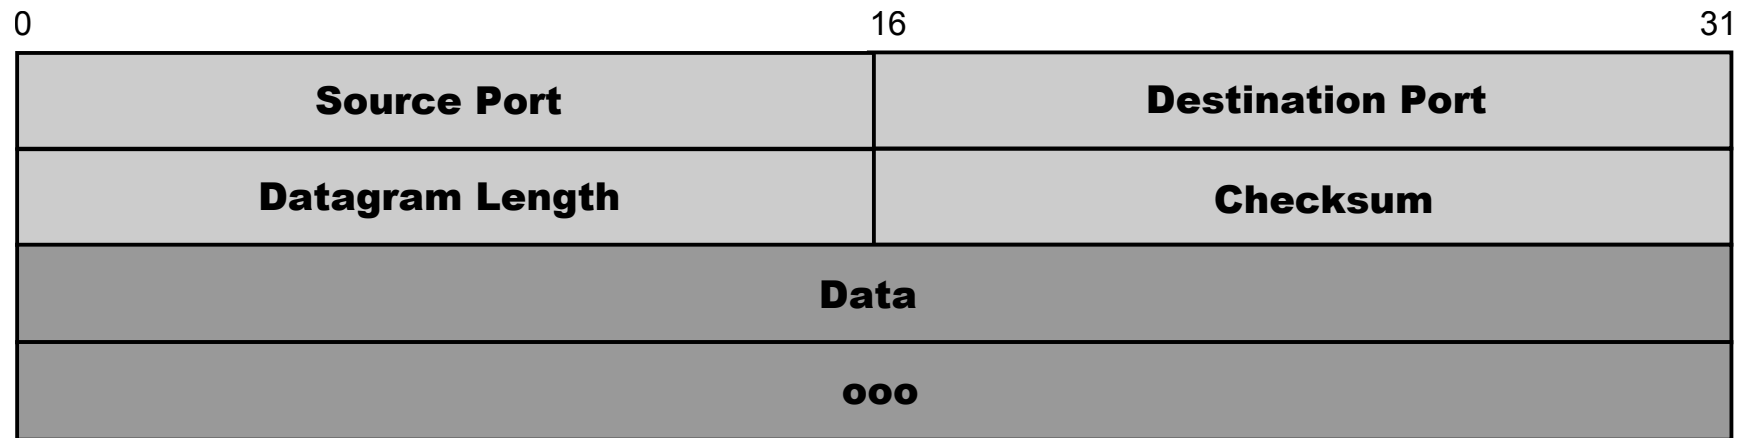 0 16 31
Source Port Destination Port
Datagram Length Checksum
Data
ooo